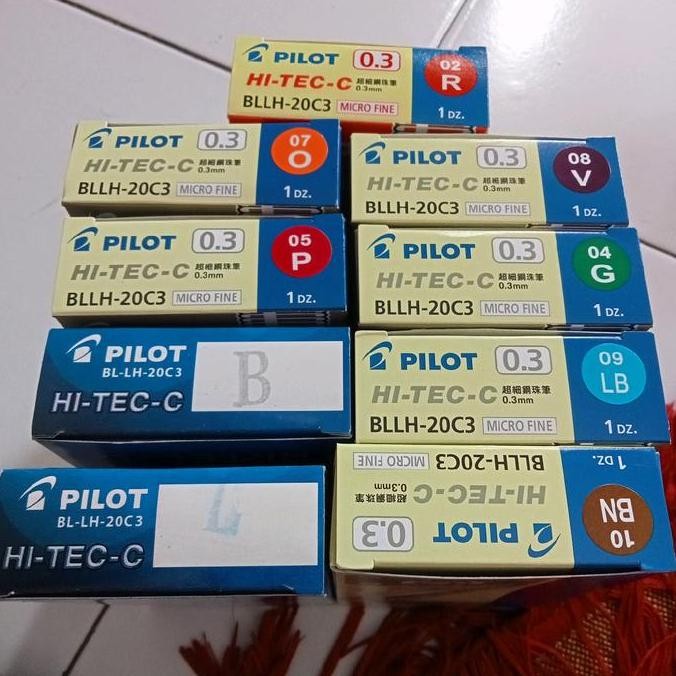 PILOT 0.3 02
HI-TEC-C 超細鋼珠筆 R
0.3mm
BLLH-20C3 MICRO FINE 1 DZ.
PILOT 0.3 07
HI-TEC-C 超細鋼珠筆 O
0.3mm
BLLH-20C3 MICRO FINE 1 DZ.
PILOT 0.3 08
HI-TEC-C 超細鋼珠筆 V
0.3mm
BLLH-20C3 MICRO FINE 1 DZ.
PILOT 0.3 05
HI-TEC-C 超細鋼珠筆 P
0.3mm
BLLH-20C3 MICRO FINE 1 DZ.
PILOT 0.3 04
HI-TEC-C 超細鋼珠筆 G
0.3mm
BLLH-20C3 MICRO FINE 1 DZ.
PILOT
BL-LH-20C3 B
HI-TEC-C
PILOT 0.3 09
HI-TEC-C 超細鋼珠筆 LB
0.3mm
BLLH-20C3 MICRO FINE 1 DZ.
PILOT
BL-LH-20C3 L
HI-TEC-C
PILOT 0.3 10
HI-TEC-C 超細鋼珠筆 BN
0.3mm
BLLH-20C3 MICRO FINE 1 DZ.